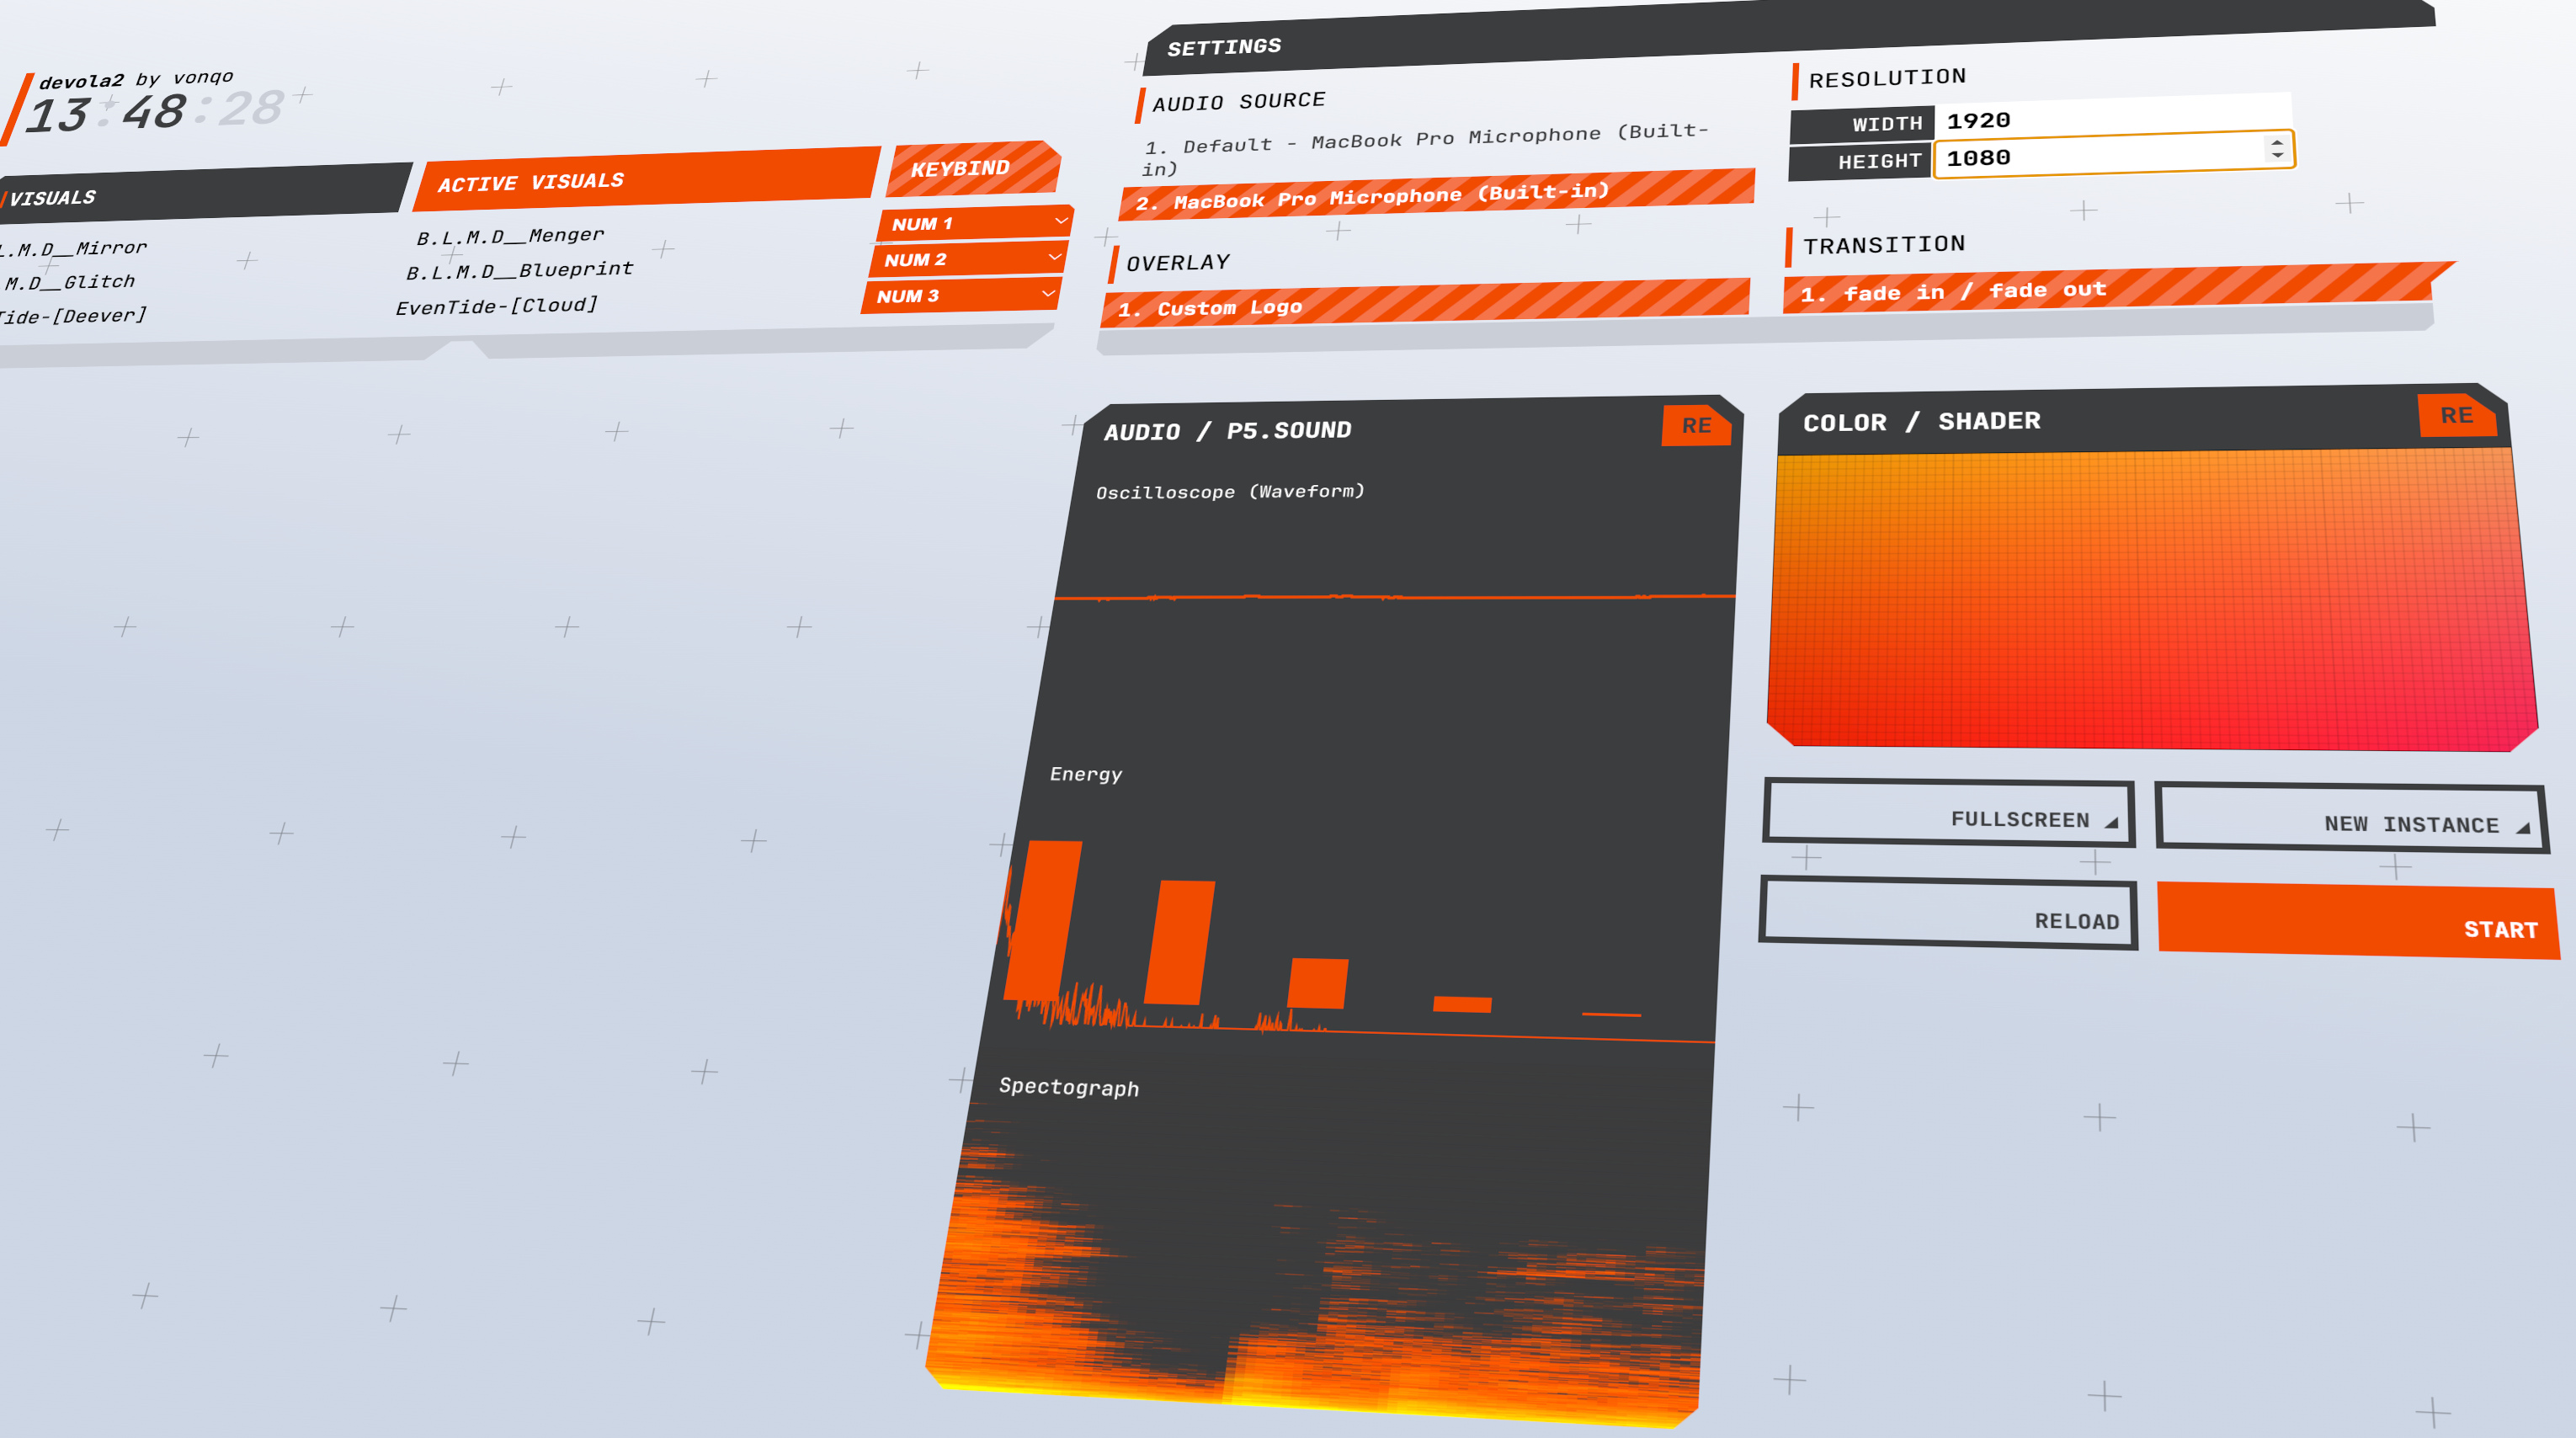 devola2 by vonqo
13:48:28
VISUALS
L.M.D__Mirror
M.D__Glitch
Tide-[Deever]
ACTIVE VISUALS
B.L.M.D__Menger
B.L.M.D__Blueprint
EvenTide-[Cloud]
KEYBIND
NUM 1
NUM 2
NUM 3
SETTINGS
AUDIO SOURCE
1. Default - MacBook Pro Microphone (Built-
in)
2. MacBook Pro Microphone (Built-in)
OVERLAY
1. Custom Logo
RESOLUTION
WIDTH 1920
HEIGHT 1080
TRANSITION
1. fade in / fade out
AUDIO / P5.SOUND
RE
Oscilloscope (Waveform)
Energy
Spectograph
COLOR / SHADER
RE
FULLSCREEN
NEW INSTANCE
RELOAD
START